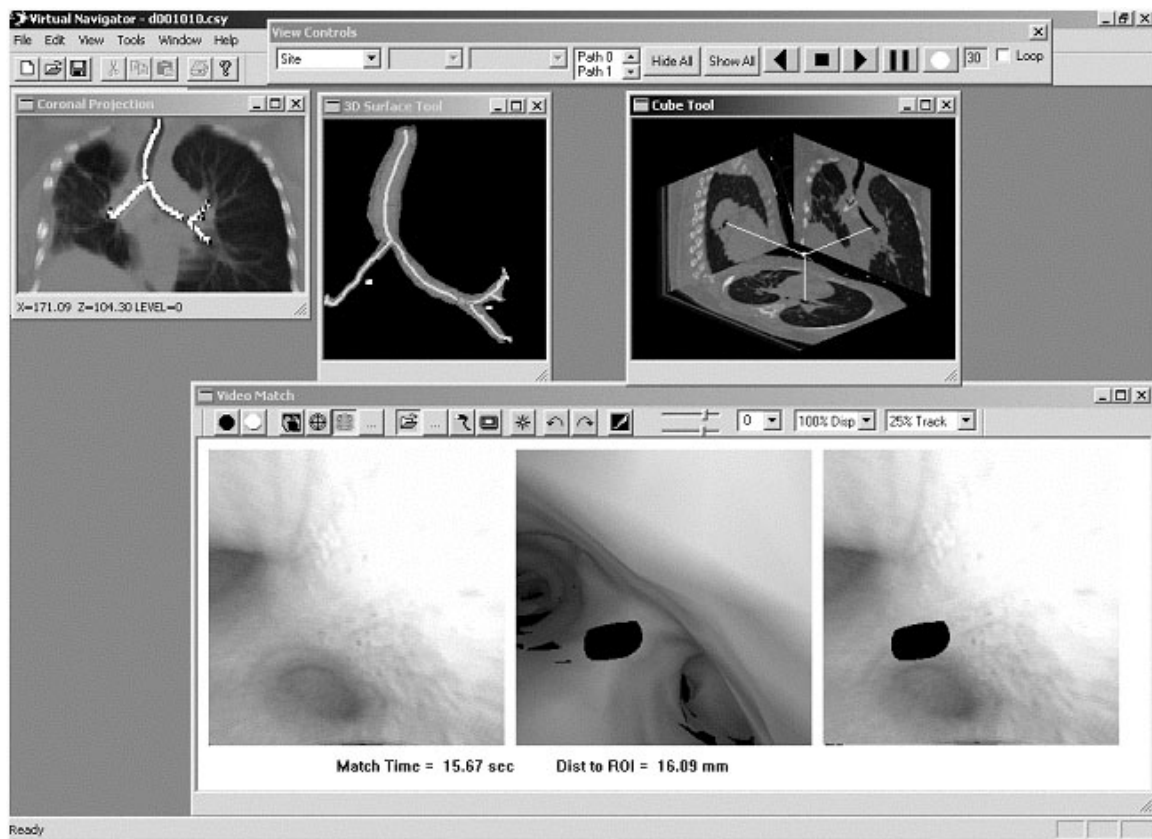 Virtual Navigator - d001010.csy
File Edit View Tools Window Help
View Controls
Site
Path 0
Path 1
Hide All
Show All
30
Loop
Coronal Projection
X=171.09 Z=104.30 LEVEL=0
3D Surface Tool
Cube Tool
Video Match
...
...
0
100% Disp
25% Track
Match Time = 15.67 sec Dist to ROI = 16.09 mm
Ready